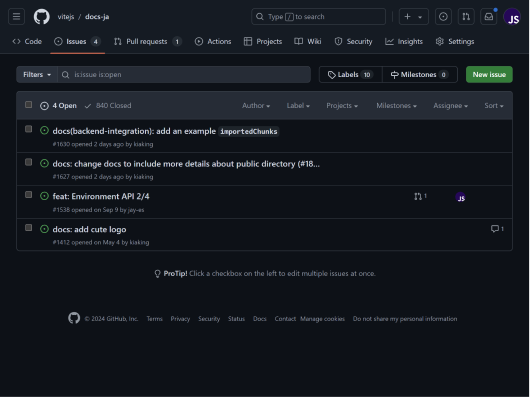 vitejs / docs-ja
Type / to search
JS
Code
Issues 4
Pull requests 1
Actions
Projects
Wiki
Security
Insights
Settings
Filters
is:issue is:open
Labels 10
Milestones 0
New issue
4 Open
840 Closed
Author
Label
Projects
Milestones
Assignee
Sort
docs(backend-integration): add an example importedChunks
#1630 opened 2 days ago by kiaking
docs: change docs to include more details about public directory (#18...
#1627 opened 2 days ago by kiaking
feat: Environment API 2/4
1
JS
#1538 opened on Sep 9 by jay-es
docs: add cute logo
1
#1412 opened on May 4 by kiaking
ProTip! Click a checkbox on the left to edit multiple issues at once.
© 2024 GitHub, Inc. Terms Privacy Security Status Docs Contact Manage cookies Do not share my personal information